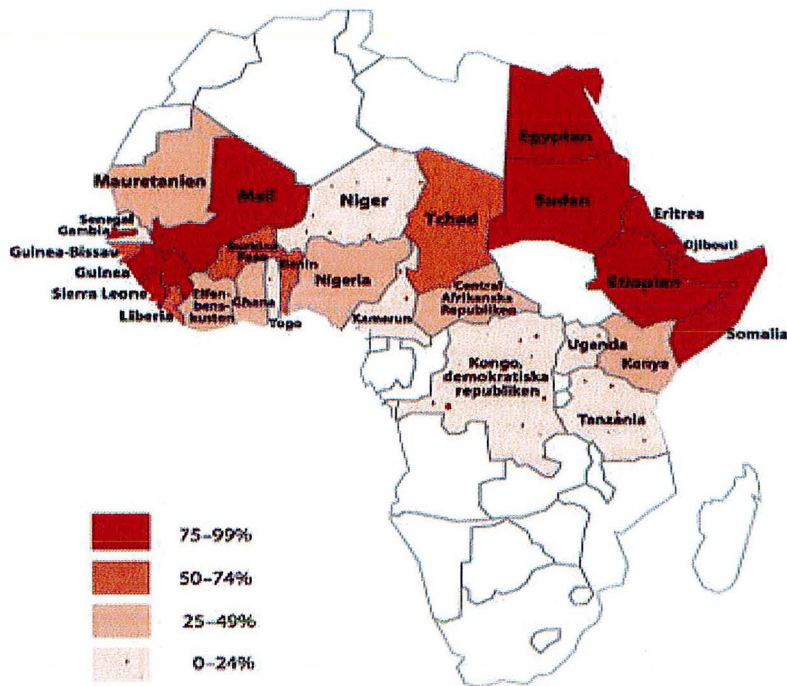 Egypten
Mauretanien
Mali
Niger
Tchad
Sudan
Eritrea
Senegal
Gambia
Djibouti
Guinea-Bissau
Burkina
Faso
Benin
Guinea
Nigeria
Etiopien
Sierra Leone
Elfen-
bens-
kusten
Ghana
Central
Afrikanska
Republiken
Liberia
Togo
Kamerun
Somalia
Uganda
Kenya
Kongo,
demokratiska
republiken
Tanzania
75–99%
50–74%
25–49%
0–24%